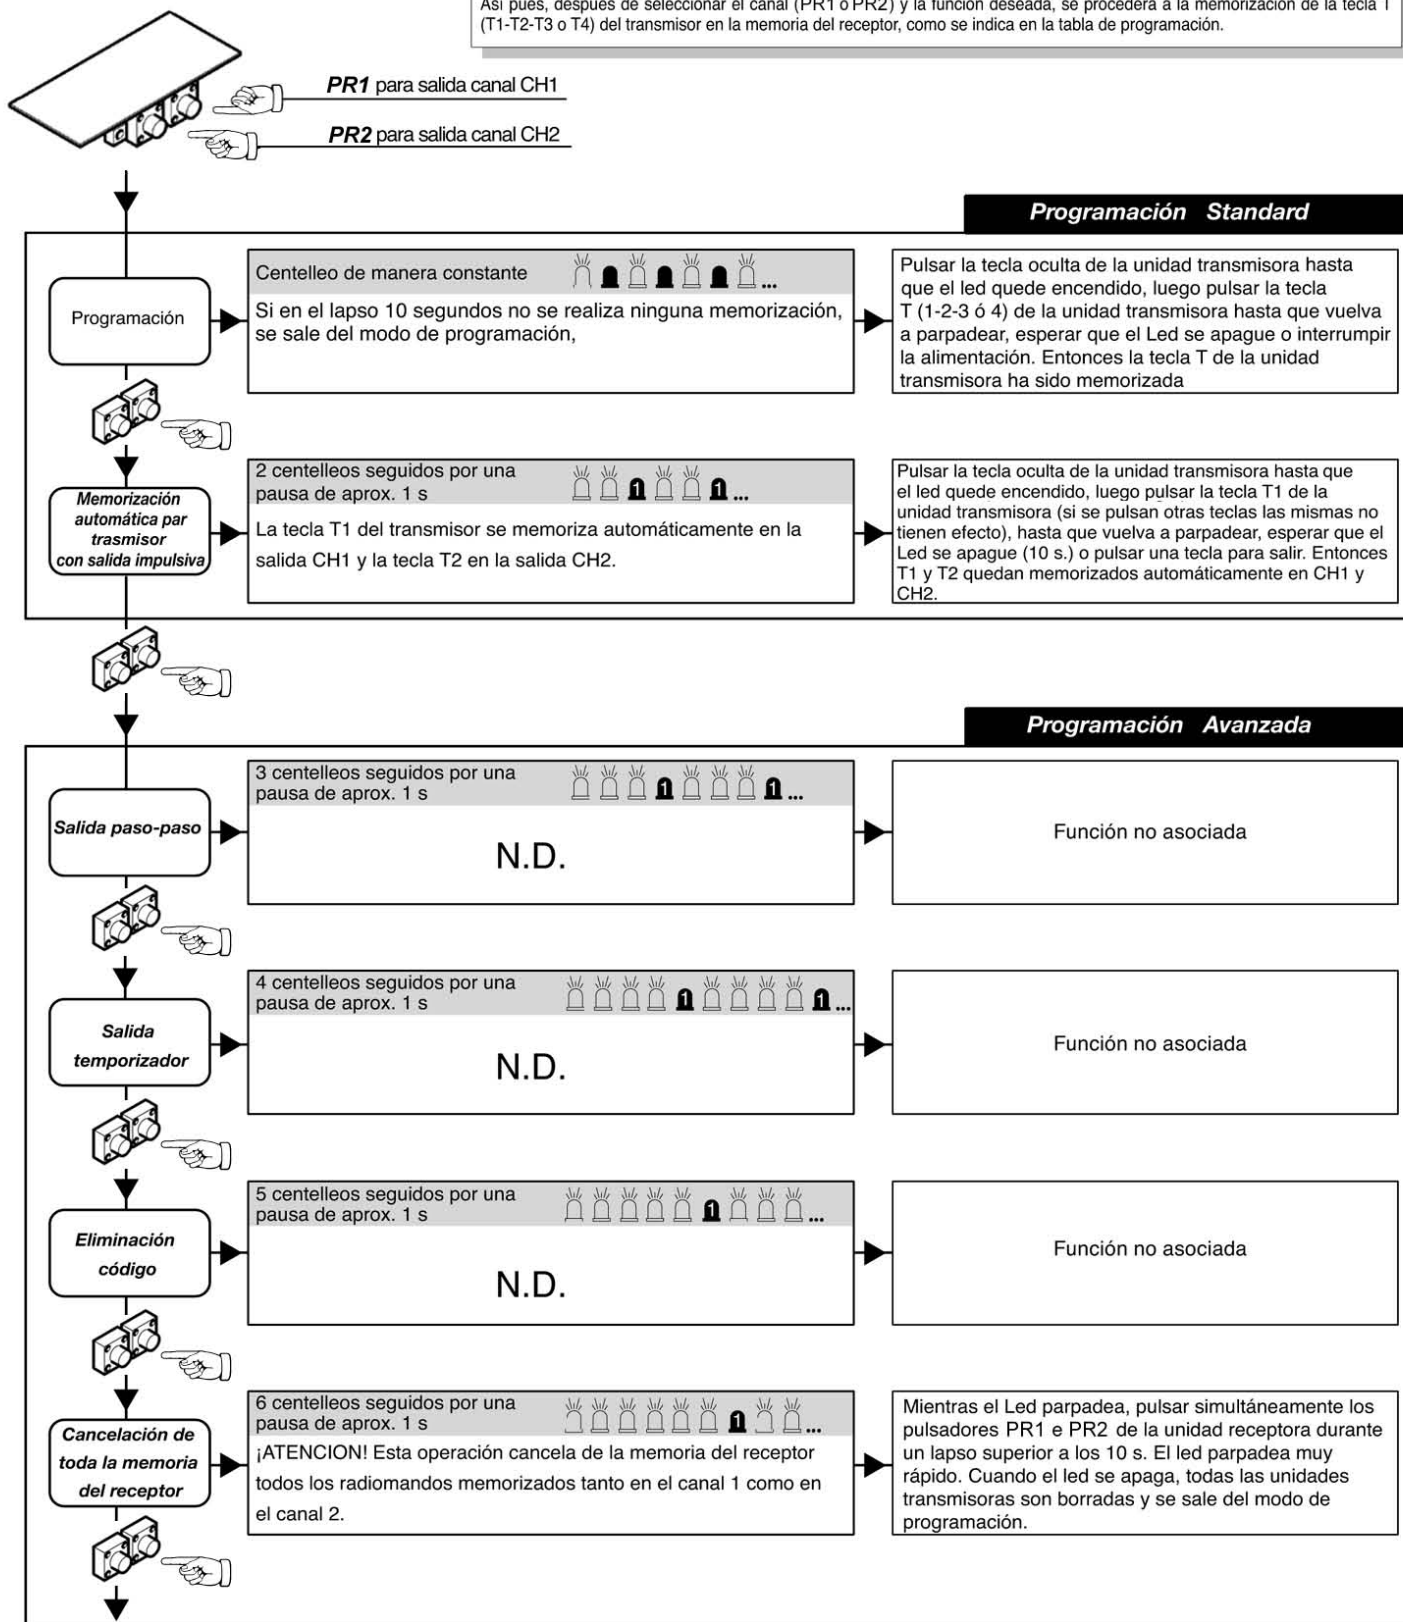 Así pues, después de seleccionar el canal (PR1 o PR2) y la función deseada, se procederá a la memorización de la tecla T
(T1-T2-T3 o T4) del transmisor en la memoria del receptor, como se indica en la tabla de programación.
PR1 para salida canal CH1
PR2 para salida canal CH2
Programación Standard
Programación
Centelleo de manera constante
...
Si en el lapso 10 segundos no se realiza ninguna memorización,
se sale del modo de programación,
Pulsar la tecla oculta de la unidad transmisora hasta
que el led quede encendido, luego pulsar la tecla
T (1-2-3 ó 4) de la unidad transmisora hasta que vuelva
a parpadear, esperar que el Led se apague o interrumpir
la alimentación. Entonces la tecla T de la unidad
transmisora ha sido memorizada
Memorización
automática par
trasmisor
con salida impulsiva
2 centelleos seguidos por una
pausa de aprox. 1 s
1 1 ...
La tecla T1 del transmisor se memoriza automáticamente en la
salida CH1 y la tecla T2 en la salida CH2.
Pulsar la tecla oculta de la unidad transmisora hasta que
el led quede encendido, luego pulsar la tecla T1 de la
unidad transmisora (si se pulsan otras teclas las mismas no
tienen efecto), hasta que vuelva a parpadear, esperar que el
Led se apague (10 s.) o pulsar una tecla para salir. Entonces
T1 y T2 quedan memorizados automáticamente en CH1 y
CH2.
Programación Avanzada
Salida paso-paso
3 centelleos seguidos por una
pausa de aprox. 1 s
1 1 ...
N.D.
Función no asociada
Salida
temporizador
4 centelleos seguidos por una
pausa de aprox. 1 s
1 1 ...
N.D.
Función no asociada
Eliminación
código
5 centelleos seguidos por una
pausa de aprox. 1 s
1 ...
N.D.
Función no asociada
Cancelación de
toda la memoria
del receptor
6 centelleos seguidos por una
pausa de aprox. 1 s
1 ...
¡ATENCION! Esta operación cancela de la memoria del receptor
todos los radiomandos memorizados tanto en el canal 1 como en
el canal 2.
Mientras el Led parpadea, pulsar simultáneamente los
pulsadores PR1 e PR2 de la unidad receptora durante
un lapso superior a los 10 s. El led parpadea muy
rápido. Cuando el led se apaga, todas las unidades
transmisoras son borradas y se sale del modo de
programación.